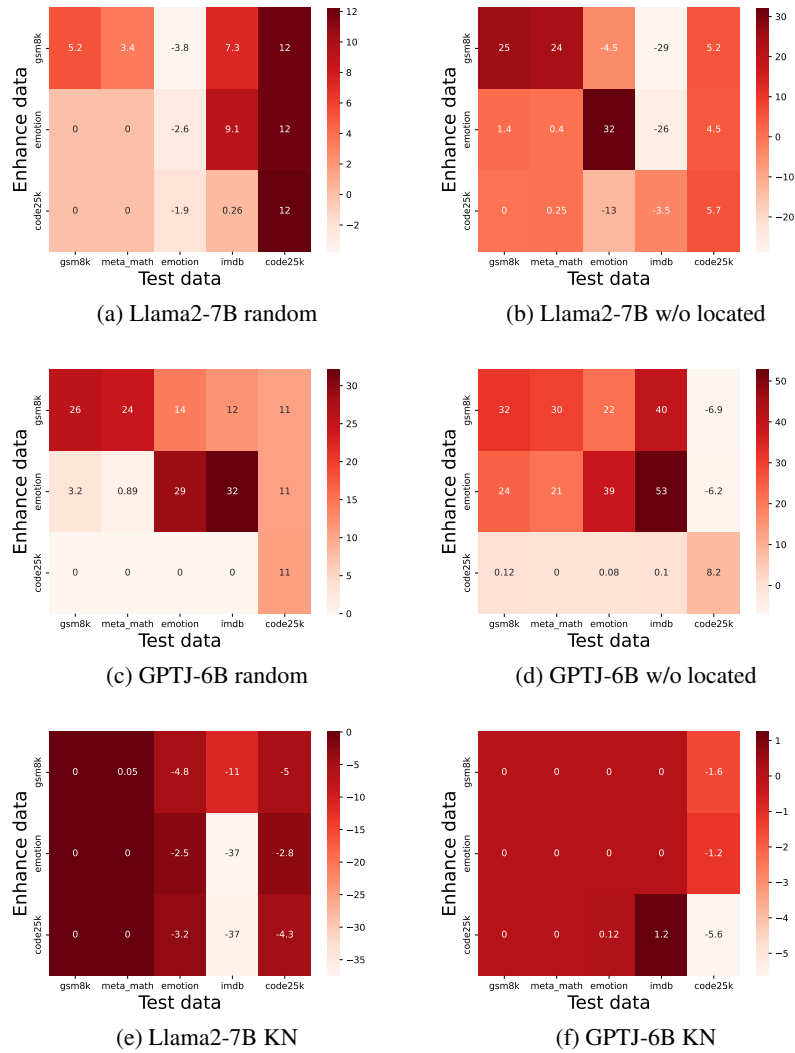 gsm8k 5.2 3.4 -3.8 7.3 12
emotion 0 0 -2.6 9.1 12
code25k 0 0 -1.9 0.26 12
gsm8k meta_math emotion imdb code25k
Enhance data
Test data
12
10
8
6
4
2
0
−2
(a) Llama2-7B random
gsm8k 25 24 -4.5 -29 5.2
emotion 1.4 0.4 32 -26 4.5
code25k 0 0.25 -13 -3.5 5.7
gsm8k meta_math emotion imdb code25k
Enhance data
Test data
30
20
10
0
−10
−20
(b) Llama2-7B w/o located
gsm8k 26 24 14 12 11
emotion 3.2 0.89 29 32 11
code25k 0 0 0 0 11
gsm8k meta_math emotion imdb code25k
Enhance data
Test data
30
25
20
15
10
5
0
(c) GPTJ-6B random
gsm8k 32 30 22 40 -6.9
emotion 24 21 39 53 -6.2
code25k 0.12 0 0.08 0.1 8.2
gsm8k meta_math emotion imdb code25k
Enhance data
Test data
50
40
30
20
10
0
(d) GPTJ-6B w/o located
gsm8k 0 0.05 -4.8 -11 -5
emotion 0 0 -2.5 -37 -2.8
code25k 0 0 -3.2 -37 -4.3
gsm8k meta_math emotion imdb code25k
Enhance data
Test data
0
−5
−10
−15
−20
−25
−30
−35
(e) Llama2-7B KN
gsm8k 0 0 0 0 -1.6
emotion 0 0 0 0 -1.2
code25k 0 0 0.12 1.2 -5.6
gsm8k meta_math emotion imdb code25k
Enhance data
Test data
1
0
−1
−2
−3
−4
−5
(f) GPTJ-6B KN